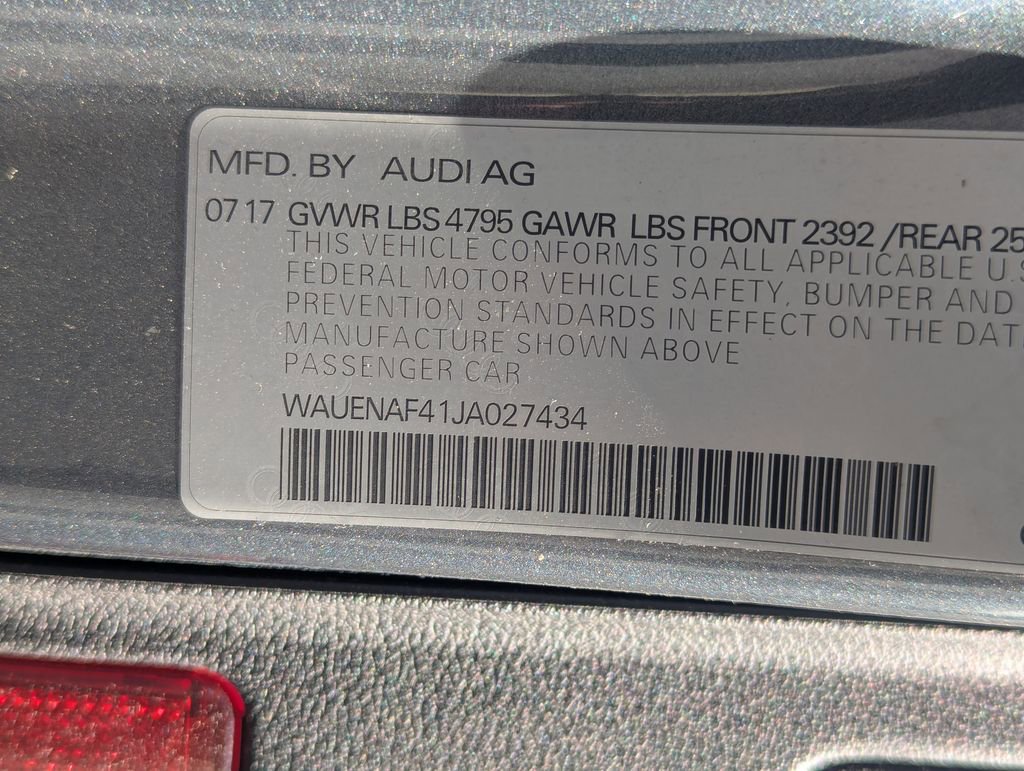 MFD. BY AUDI AG
07 17 GVWR LBS 4795 GAWR LBS FRONT 2392 /REAR 25
THIS VEHICLE CONFORMS TO ALL APPLICABLE U.S
FEDERAL MOTOR VEHICLE SAFETY, BUMPER AND
PREVENTION STANDARDS IN EFFECT ON THE DAT
MANUFACTURE SHOWN ABOVE
PASSENGER CAR
WAUENAF41JA027434